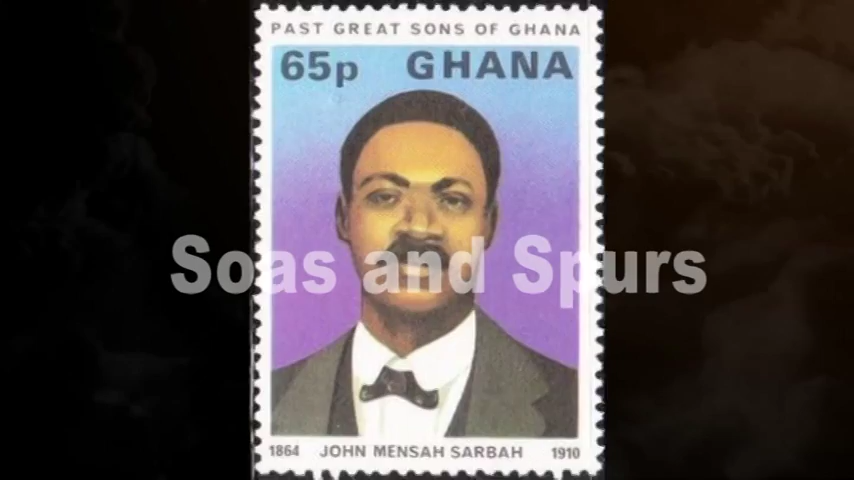 PAST GREAT SONS OF GHANA
65p GHANA
Soas and Spurs
1864 JOHN MENSAH SARBAH 1910